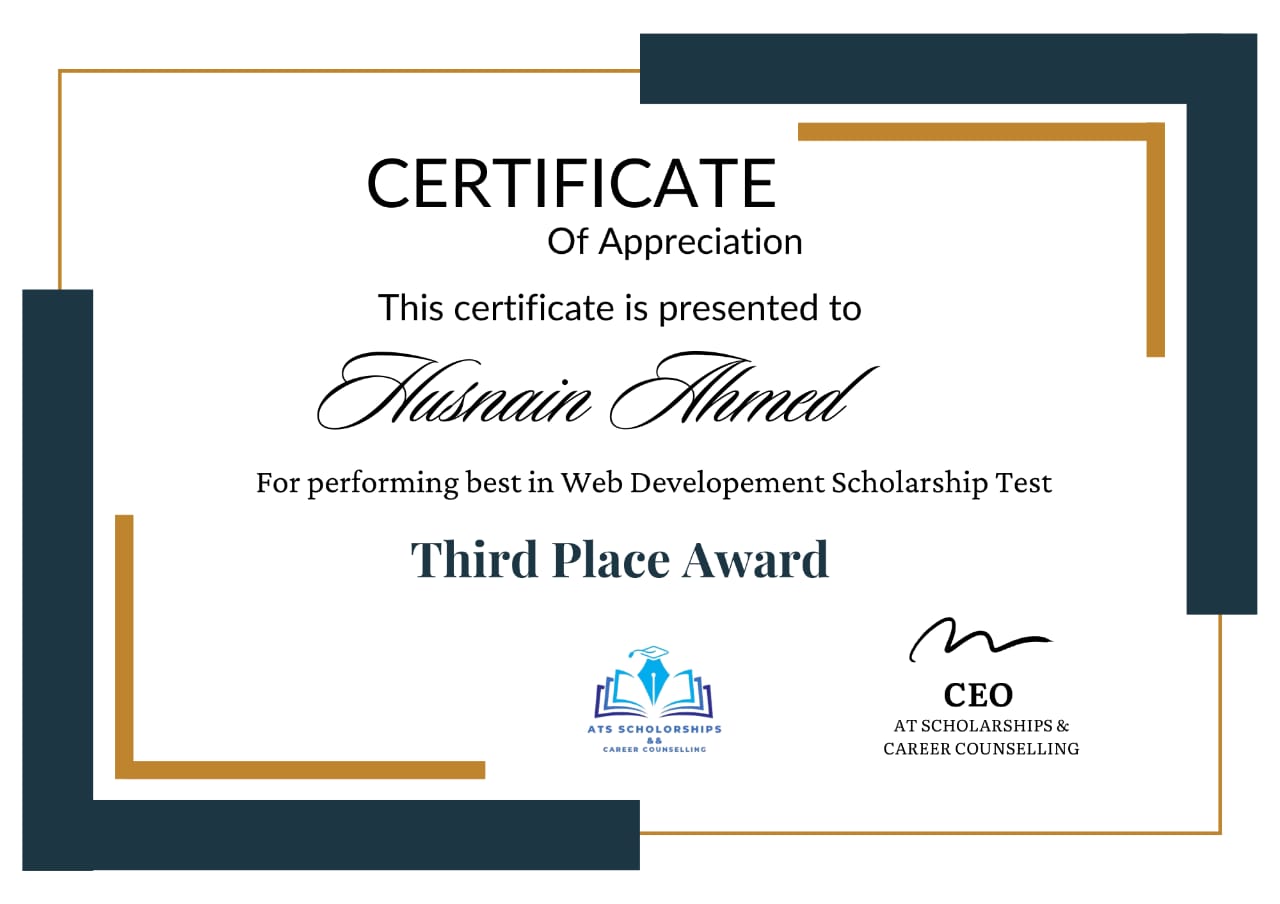 CERTIFICATE
Of Appreciation
This certificate is presented to
Husnain Ahmed
For performing best in Web Developement Scholarship Test
Third Place Award
ATS SCHOLORSHIPS
&&
CAREER COUNSELLING
CEO
AT SCHOLARSHIPS &
CAREER COUNSELLING